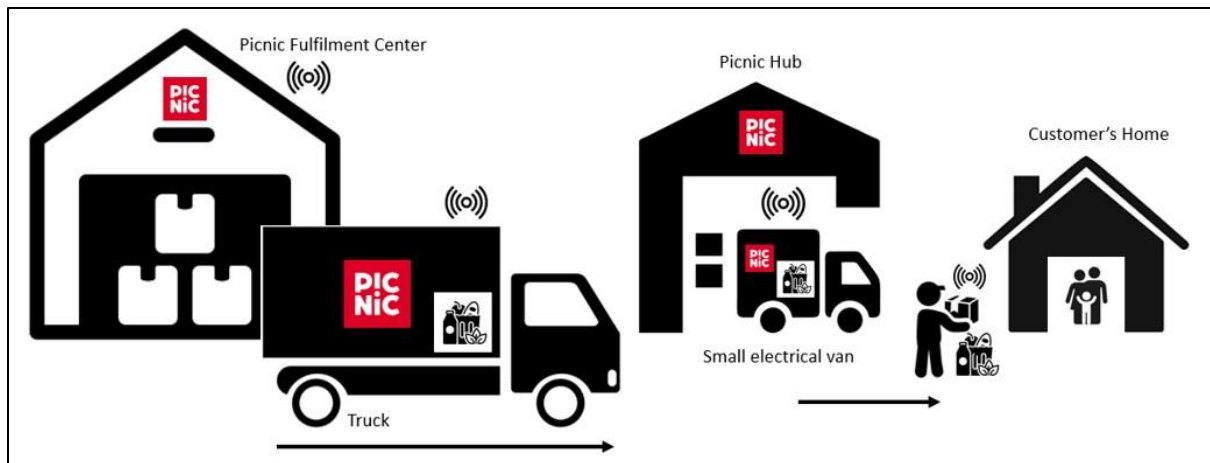 Picnic Fulfilment Center
PIC
NIC
PIC
NIC
Truck
Picnic Hub
PIC
NIC
PIC
NIC
Small electrical van
Customer's Home